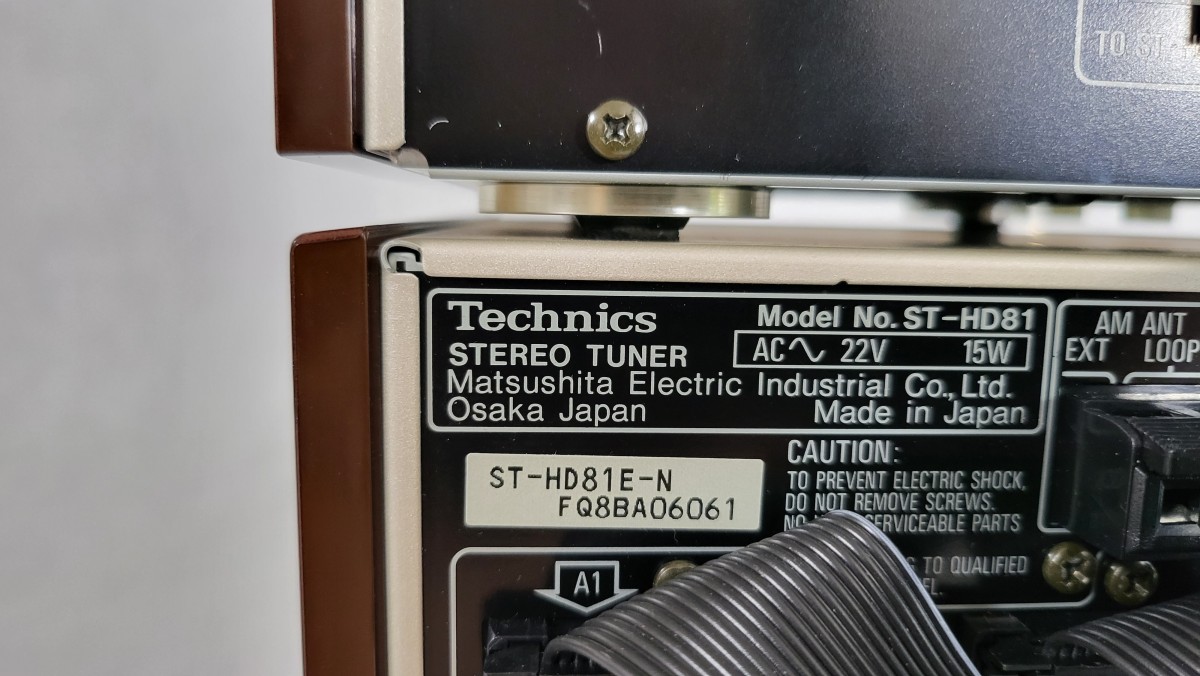 TO ST-
Technics
Model No. ST-HD81
STEREO TUNER
AC 22V 15W
Matsushita Electric Industrial Co., Ltd.
Osaka Japan
Made in Japan
AM ANT
EXT LOOP
ST-HD81E-N
FQ8BA06061
CAUTION:
TO PREVENT ELECTRIC SHOCK,
DO NOT REMOVE SCREWS.
NO SERVICEABLE PARTS
TO QUALIFIED
A1